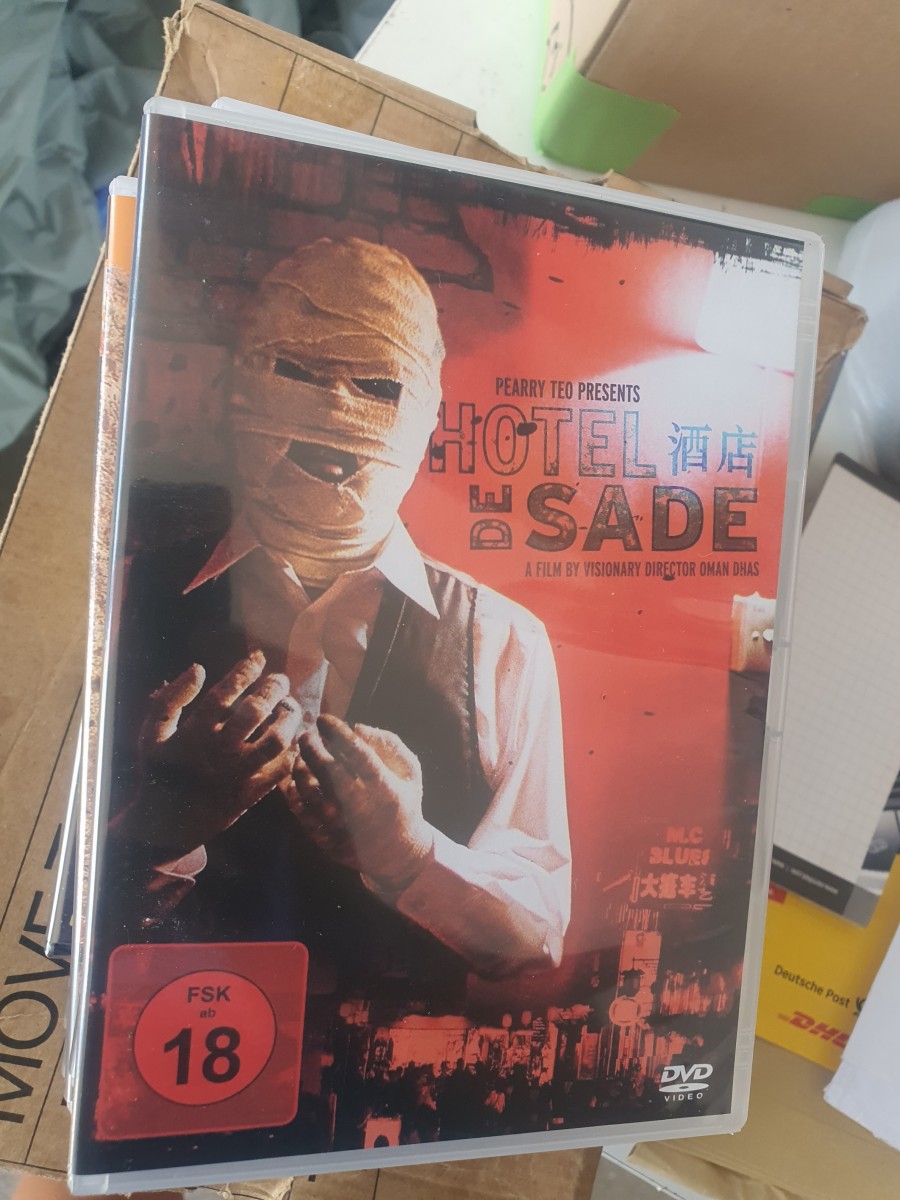 PEARRY TEO PRESENTS
HOTEL 酒店
DE SADE
A FILM BY VISIONARY DIRECTOR OMAN DHAS
M.C
BLUES
FSK
ab
18
DVD
VIDEO
MOVE
Deutsche Post
DHL